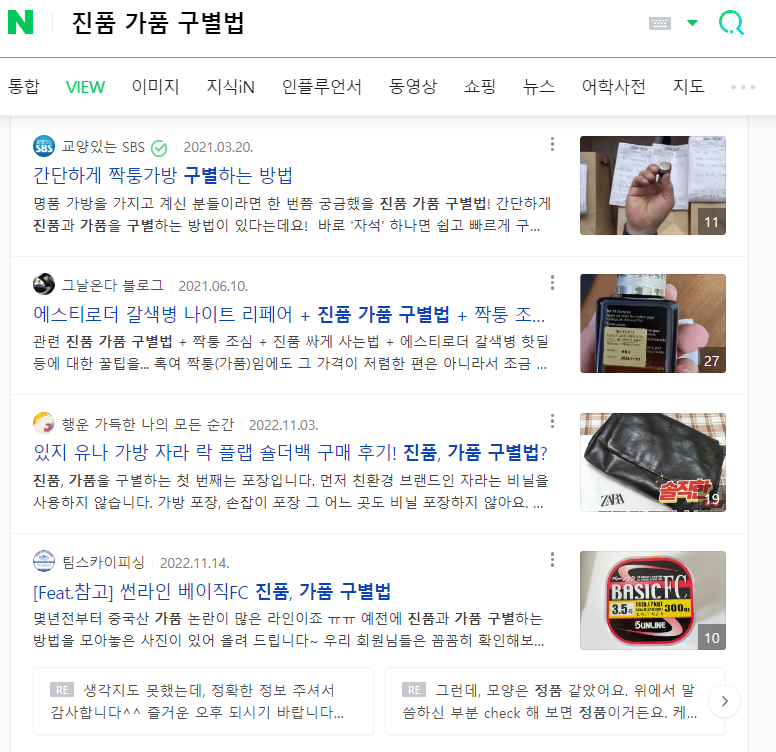 N 진품 가품 구별법
통합 VIEW 이미지 지식iN 인플루언서 동영상 쇼핑 뉴스 어학사전 지도
교양있는 SBS 2021.03.20.
간단하게 짝퉁가방 구별하는 방법
명품 가방을 가지고 계신 분들이라면 한 번쯤 궁금했을 진품 가품 구별법! 간단하게
진품과 가품을 구별하는 방법이 있다는데요! 바로 '자석' 하나면 쉽고 빠르게 구...
11
그날온다 블로그 2021.06.10.
에스티로더 갈색병 나이트 리페어 + 진품 가품 구별법 + 짝퉁 조...
관련 진품 가품 구별법 + 짝퉁 조심 + 진품 싸게 사는법 + 에스티로더 갈색병 핫딜
등에 대한 꿀팁을... 혹여 짝퉁(가품)임에도 그 가격이 저렴한 편은 아니라서 조금 ...
27
행운 가득한 나의 모든 순간 2022.11.03.
있지 유나 가방 자라 락 플랩 숄더백 구매 후기! 진품, 가품 구별법?
진품, 가품을 구별하는 첫 번째는 포장입니다. 먼저 친환경 브랜드인 자라는 비닐을
사용하지 않습니다. 가방 포장, 손잡이 포장 그 어느 곳도 비닐 포장하지 않아요. ...
ZARA
솔직한
19
팀스카이피싱 2022.11.14.
[Feat.참고] 썬라인 베이직FC 진품, 가품 구별법
몇년전부터 중국산 가품 논란이 많은 라인이죠 ㅠㅠ 예전에 진품과 가품 구별하는
방법을 모아놓은 사진이 있어 올려 드립니다~ 우리 회원님들은 꼼꼼히 확인해보...
BASIC FC
3.5号
300m
SUNLINE
10
RE 생각지도 못했는데, 정확한 정보 주셔서
감사합니다^^ 즐거운 오후 되시기 바랍니다...
RE 그런데, 모양은 정품 같았어요. 위에서 말
씀하신 부분 check 해 보면 정품이거든요. 케...